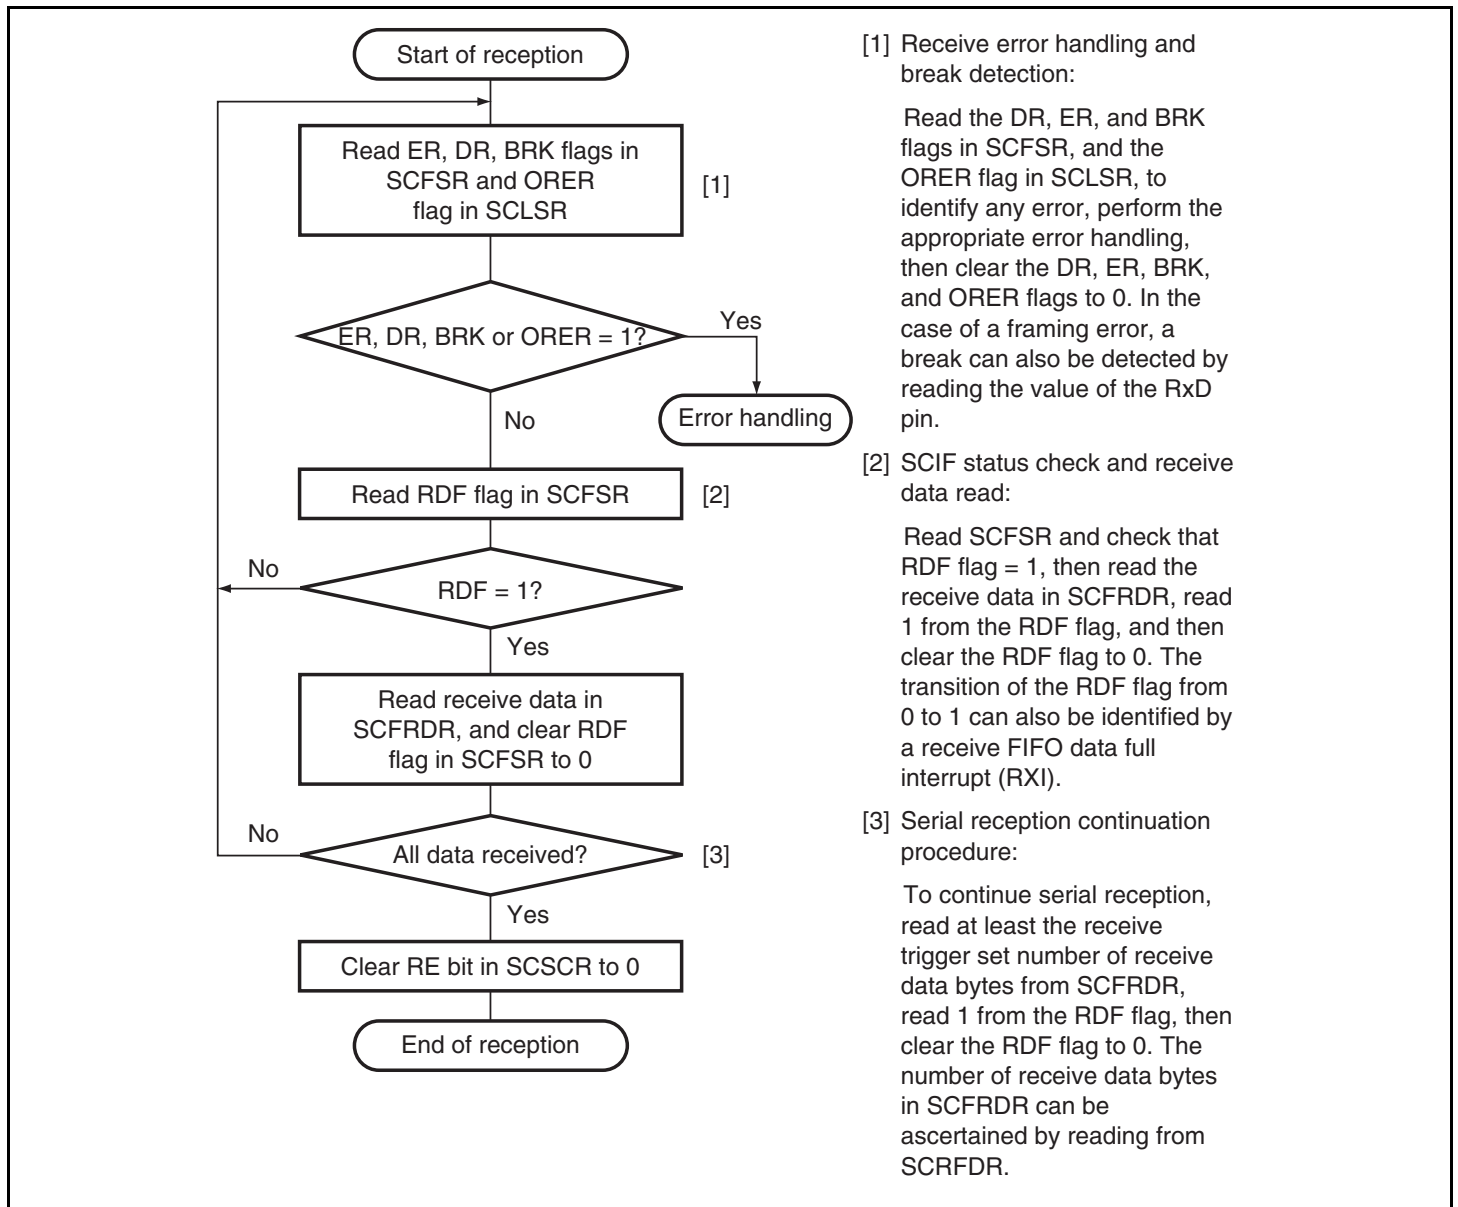 Start of reception
Read ER, DR, BRK flags in
SCFSR and ORER
flag in SCLSR
[1]
ER, DR, BRK or ORER = 1?
Yes
Error handling
No
Read RDF flag in SCFSR
[2]
No
RDF = 1?
Yes
Read receive data in
SCFRDR, and clear RDF
flag in SCFSR to 0
No
All data received?
[3]
Yes
Clear RE bit in SCSCR to 0
End of reception
[1] Receive error handling and
break detection:
Read the DR, ER, and BRK
flags in SCFSR, and the
ORER flag in SCLSR, to
identify any error, perform the
appropriate error handling,
then clear the DR, ER, BRK,
and ORER flags to 0. In the
case of a framing error, a
break can also be detected by
reading the value of the RxD
pin.
[2] SCIF status check and receive
data read:
Read SCFSR and check that
RDF flag = 1, then read the
receive data in SCFRDR, read
1 from the RDF flag, and then
clear the RDF flag to 0. The
transition of the RDF flag from
0 to 1 can also be identified by
a receive FIFO data full
interrupt (RXI).
[3] Serial reception continuation
procedure:
To continue serial reception,
read at least the receive
trigger set number of receive
data bytes from SCFRDR,
read 1 from the RDF flag, then
clear the RDF flag to 0. The
number of receive data bytes
in SCFRDR can be
ascertained by reading from
SCRFDR.